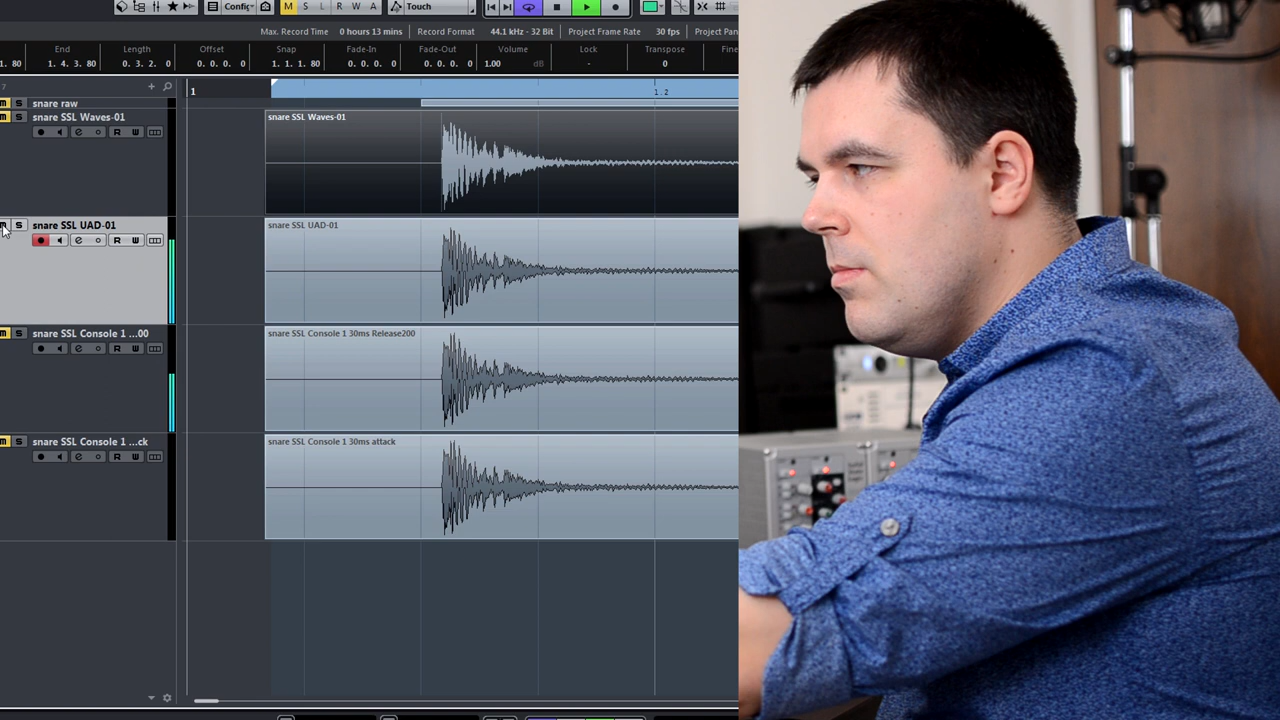 Config
M S L R W A
Touch
Max. Record Time 0 hours 13 mins Record Format 44.1 kHz - 32 Bit Project Frame Rate 30 fps Project Pan
End Length Offset Snap Fade-In Fade-Out Volume Lock Transpose Fine
1. 80 1. 4. 3. 80 0. 3. 2. 0 0. 0. 0. 0 1. 1. 1. 80 0. 0. 0. 0 0. 0. 0. 0 1.00 dB - 0
7
1 1. 2
M S snare raw
M S snare SSL Waves-01
R W
snare SSL Waves-01
S snare SSL UAD-01
R W
snare SSL UAD-01
M S snare SSL Console 1 ...00
R W
snare SSL Console 1 30ms Release200
M S snare SSL Console 1 ...ck
R W
snare SSL Console 1 30ms attack